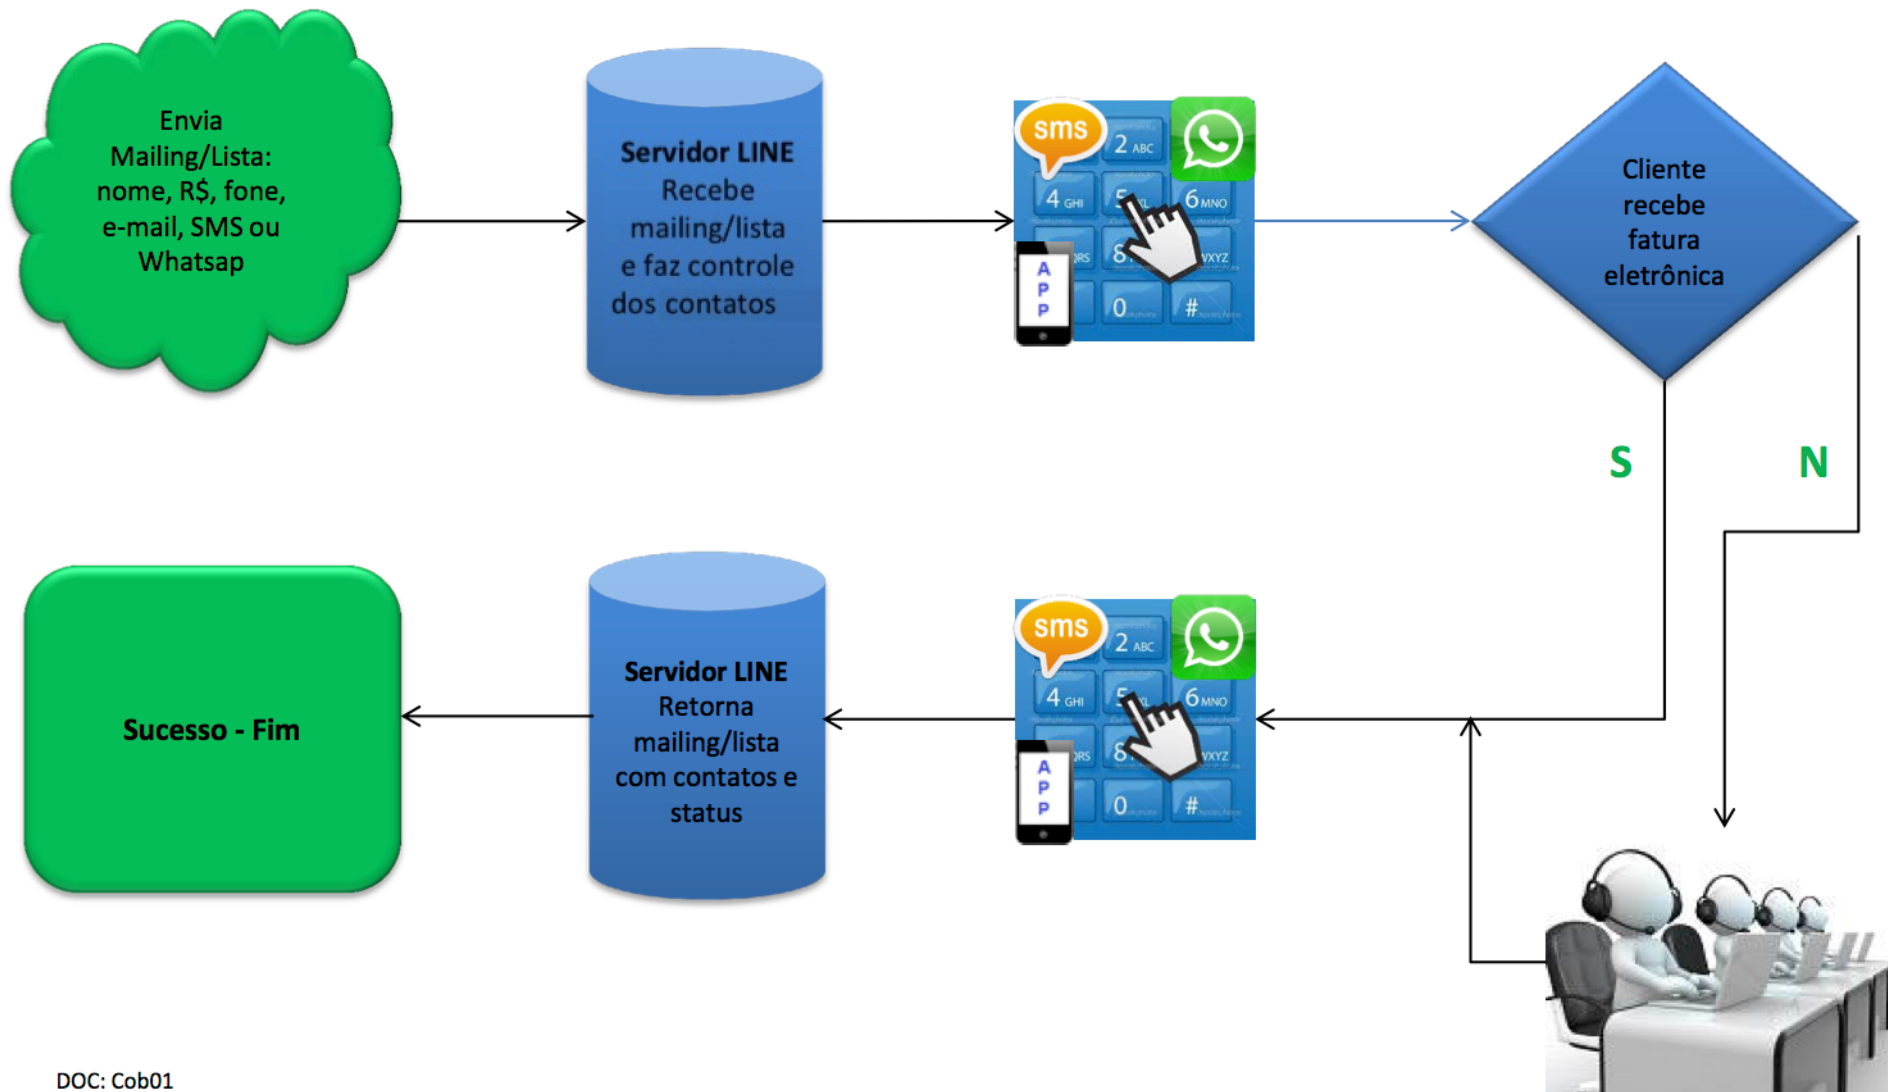 Envia
Mailing/Lista:
nome, R$, fone,
e-mail, SMS ou
Whatsap
Servidor LINE
Recebe
mailing/lista
e faz controle
dos contatos
sms
2 ABC
4 GHI
6 MNO
WXYZ
0
#
A
P
P
Cliente
recebe
fatura
eletrônica
S
N
Sucesso - Fim
Servidor LINE
Retorna
mailing/lista
com contatos e
status
sms
2 ABC
4 GHI
6 MNO
WXYZ
0
#
A
P
P
DOC: Cob01